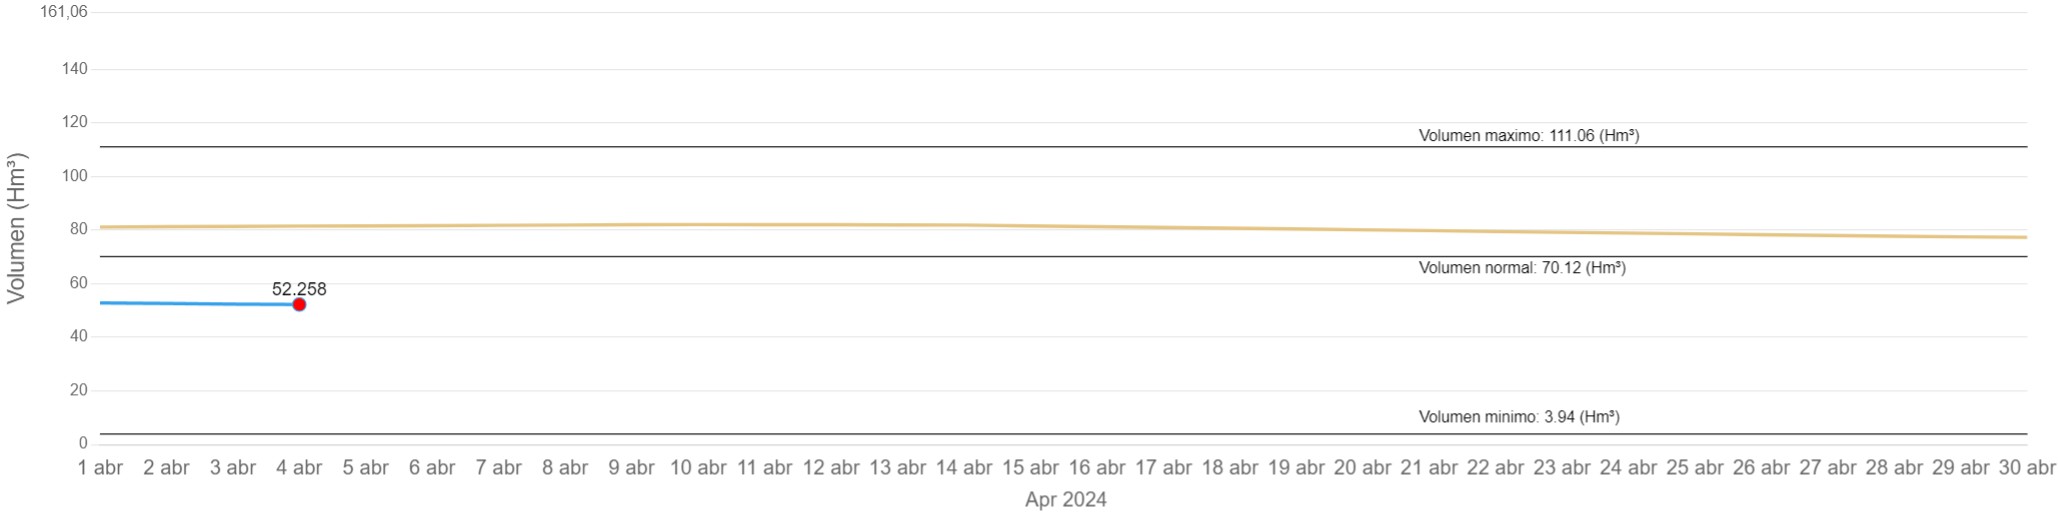 161,06
140
120
100
80
60
40
20
0
Volumen (Hm³)
Volumen maximo: 111.06 (Hm³)
Volumen normal: 70.12 (Hm³)
52.258
Volumen minimo: 3.94 (Hm³)
1 abr 2 abr 3 abr 4 abr 5 abr 6 abr 7 abr 8 abr 9 abr 10 abr 11 abr 12 abr 13 abr 14 abr 15 abr 16 abr 17 abr 18 abr 19 abr 20 abr 21 abr 22 abr 23 abr 24 abr 25 abr 26 abr 27 abr 28 abr 29 abr 30 abr
Apr 2024